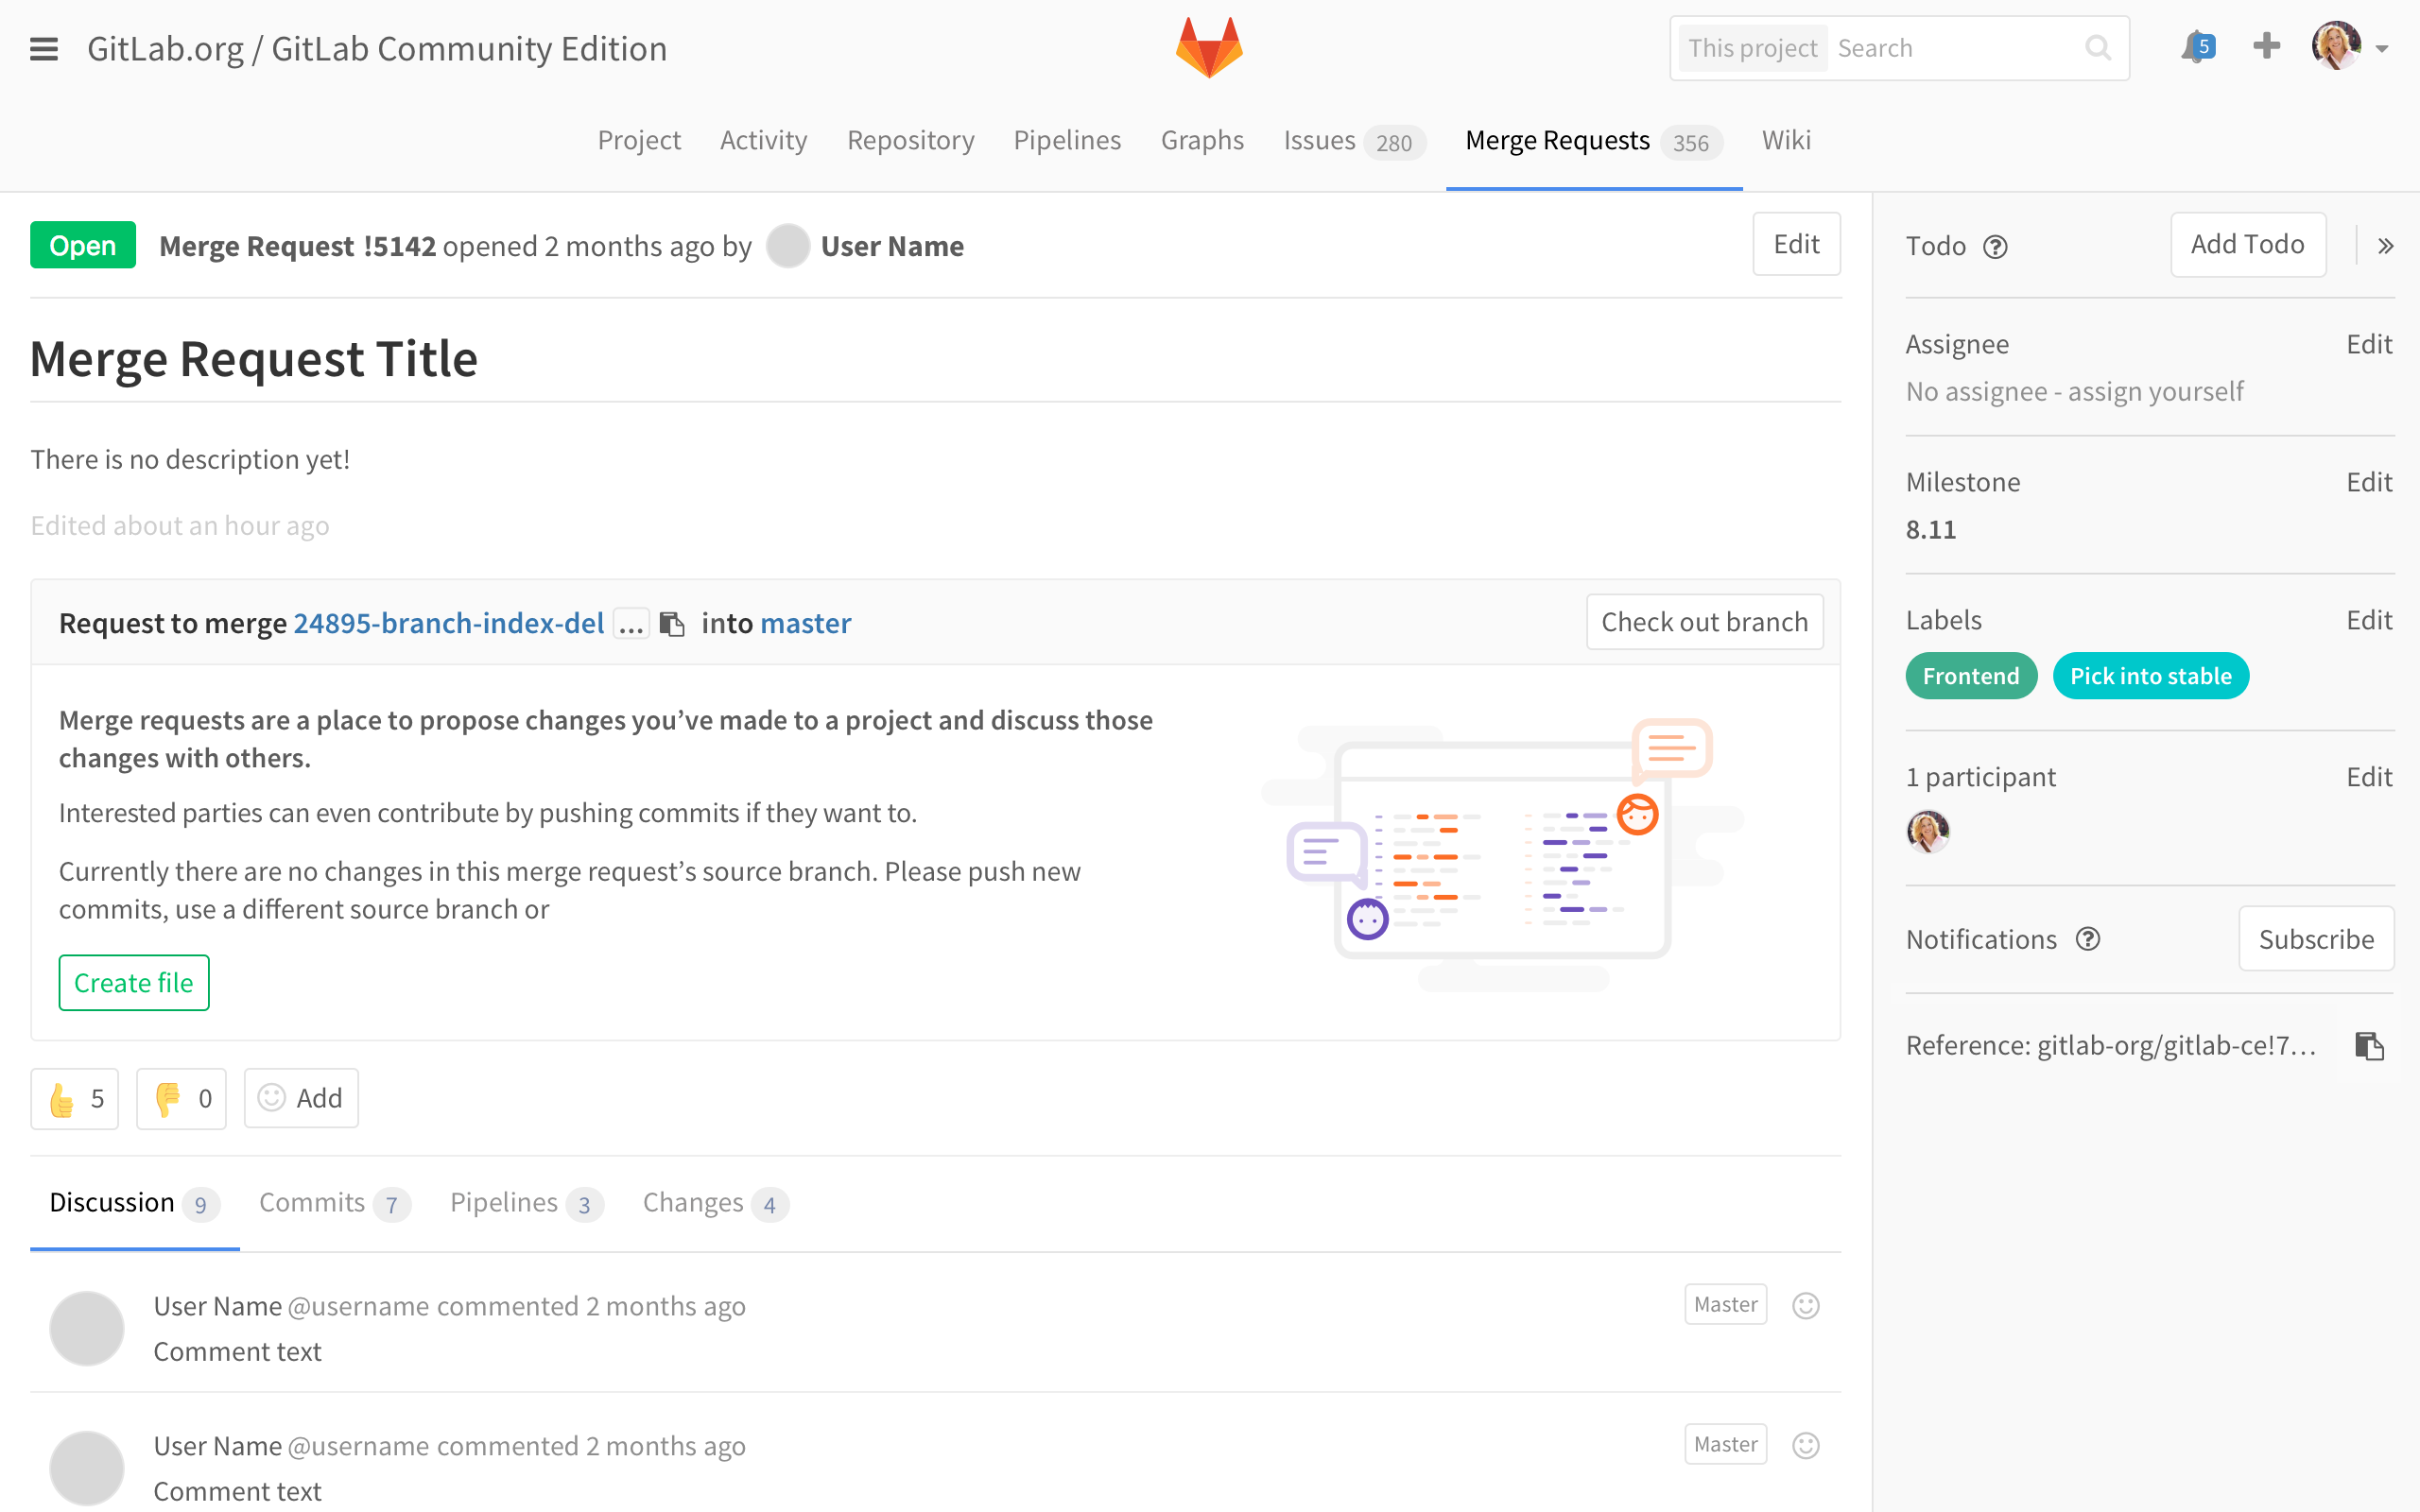 GitLab.org / GitLab Community Edition
This project Search
5
Project Activity Repository Pipelines Graphs Issues 280 Merge Requests 356 Wiki
Open Merge Request !5142 opened 2 months ago by User Name Edit
Merge Request Title
There is no description yet!
Edited about an hour ago
Request to merge 24895-branch-index-del ... into master Check out branch
Merge requests are a place to propose changes you’ve made to a project and discuss those
changes with others.
Interested parties can even contribute by pushing commits if they want to.
Currently there are no changes in this merge request’s source branch. Please push new
commits, use a different source branch or
Create file
5 0 Add
Discussion 9 Commits 7 Pipelines 3 Changes 4
User Name @username commented 2 months ago Master
Comment text
User Name @username commented 2 months ago Master
Comment text
Todo Add Todo
Assignee Edit
No assignee - assign yourself
Milestone Edit
8.11
Labels Edit
Frontend Pick into stable
1 participant Edit
Notifications Subscribe
Reference: gitlab-org/gitlab-ce!7...